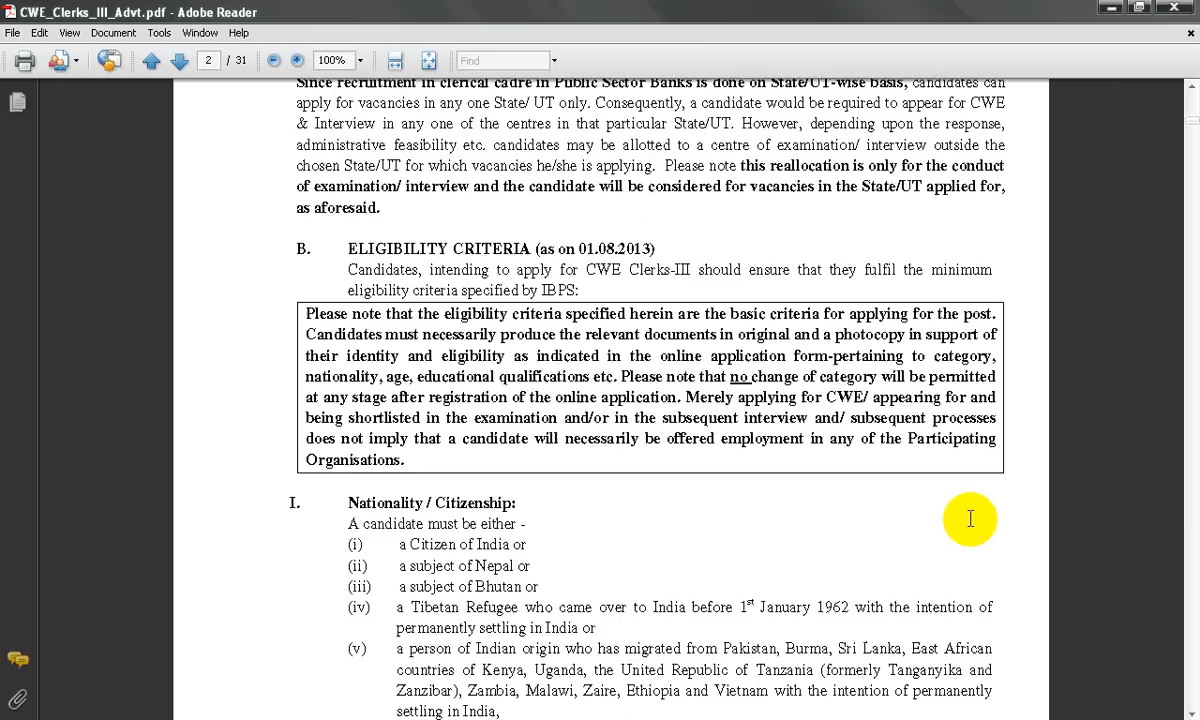 CWE_Clerks_III_Advt.pdf - Adobe Reader
File Edit View Document Tools Window Help
2 / 31 100% Find
Since recruitment in clerical cadre in Public Sector Banks is done on State/UT-wise basis, candidates can
apply for vacancies in any one State/ UT only. Consequently, a candidate would be required to appear for CWE
& Interview in any one of the centres in that particular State/UT. However, depending upon the response,
administrative feasibility etc. candidates may be allotted to a centre of examination/ interview outside the
chosen State/UT for which vacancies he/she is applying. Please note this reallocation is only for the conduct
of examination/ interview and the candidate will be considered for vacancies in the State/UT applied for,
as aforesaid.
B. ELIGIBILITY CRITERIA (as on 01.08.2013)
Candidates, intending to apply for CWE Clerks-III should ensure that they fulfil the minimum
eligibility criteria specified by IBPS:
Please note that the eligibility criteria specified herein are the basic criteria for applying for the post.
Candidates must necessarily produce the relevant documents in original and a photocopy in support of
their identity and eligibility as indicated in the online application form-pertaining to category,
nationality, age, educational qualifications etc. Please note that no change of category will be permitted
at any stage after registration of the online application. Merely applying for CWE/ appearing for and
being shortlisted in the examination and/or in the subsequent interview and/ subsequent processes
does not imply that a candidate will necessarily be offered employment in any of the Participating
Organisations.
I. Nationality / Citizenship:
A candidate must be either -
(i) a Citizen of India or
(ii) a subject of Nepal or
(iii) a subject of Bhutan or
(iv) a Tibetan Refugee who came over to India before 1st January 1962 with the intention of
permanently settling in India or
(v) a person of Indian origin who has migrated from Pakistan, Burma, Sri Lanka, East African
countries of Kenya, Uganda, the United Republic of Tanzania (formerly Tanganyika and
Zanzibar), Zambia, Malawi, Zaire, Ethiopia and Vietnam with the intention of permanently
settling in India,